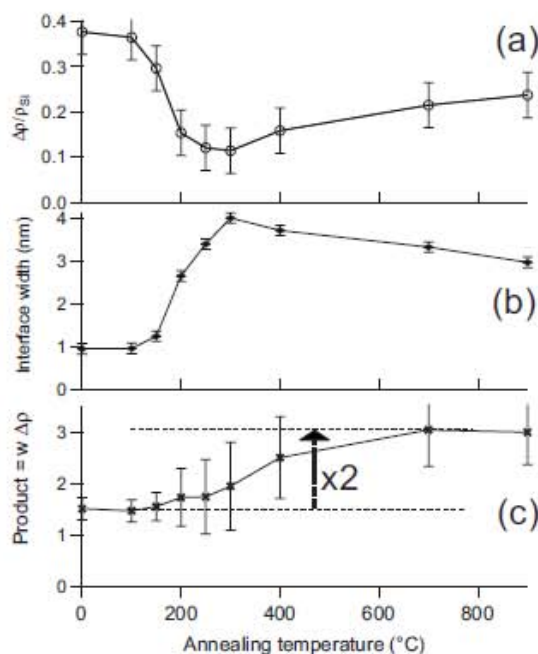 0.4
0.3
0.2
0.1
0.0
Δρ/ρSi
(a)
4
3
2
1
0
Interface width (nm)
(b)
3
2
1
0
Product = w Δρ
x2
(c)
0
200
400
600
800
Annealing temperature (°C)